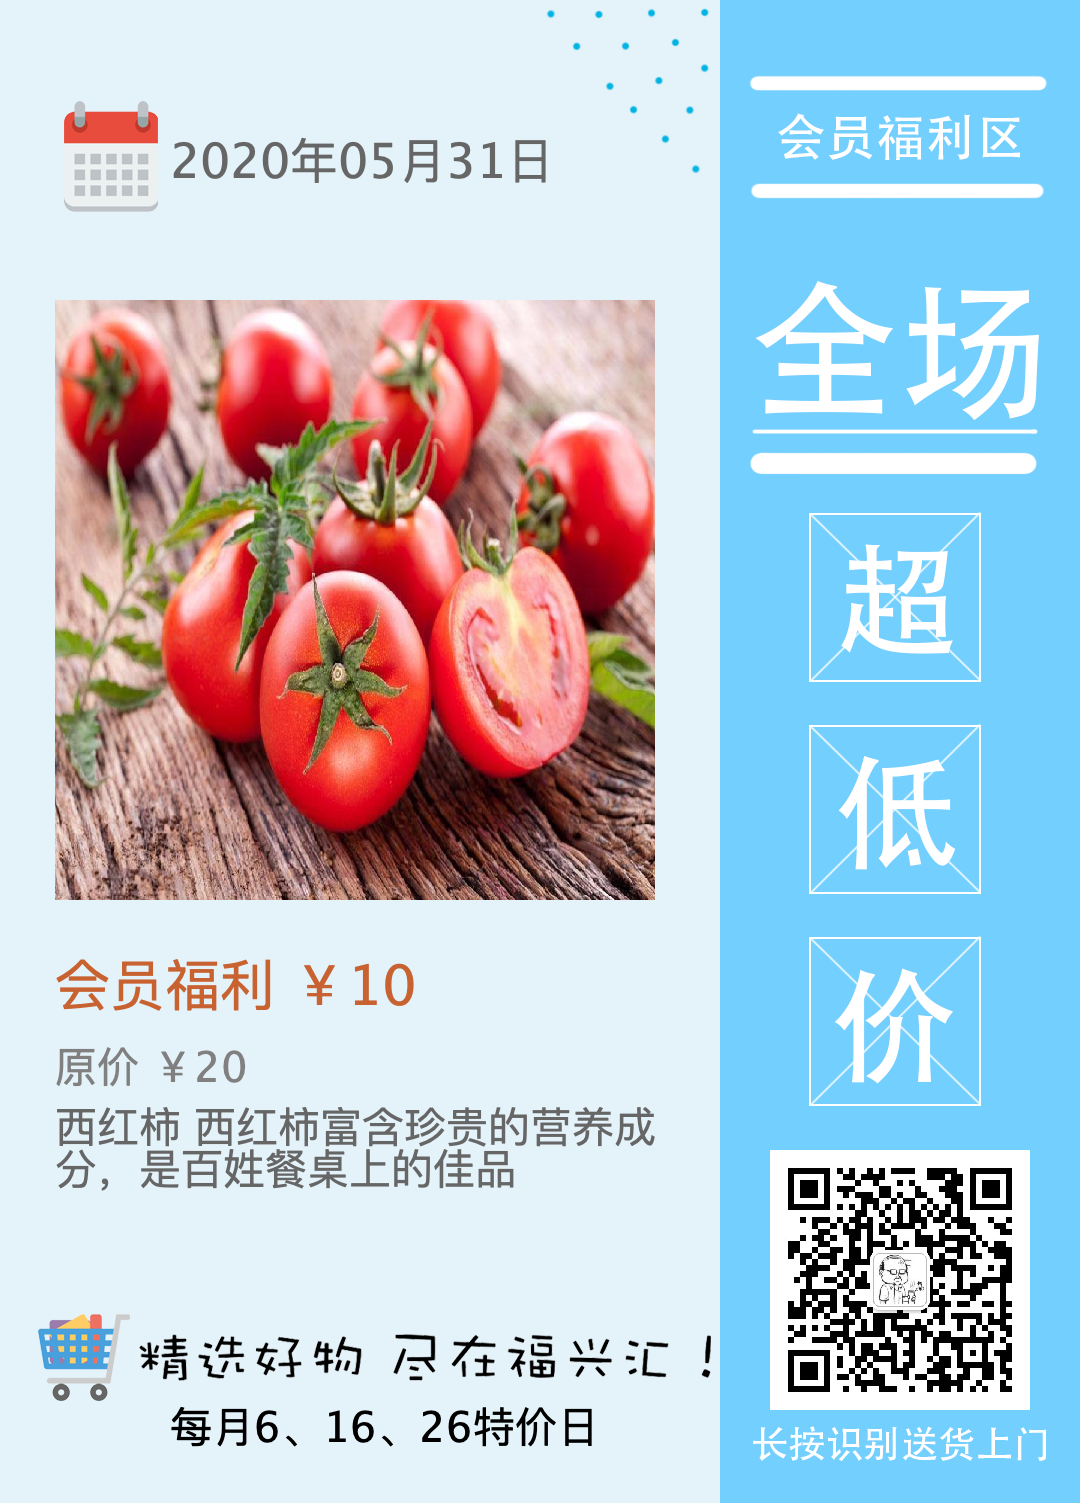 2020年05月31日
会员福利 ￥10
原价 ￥20
西红柿 西红柿富含珍贵的营养成
分，是百姓餐桌上的佳品
精选好物 尽在福兴汇！
每月6、16、26特价日
会员福利区
全场
超
低
价
长按识别送货上门